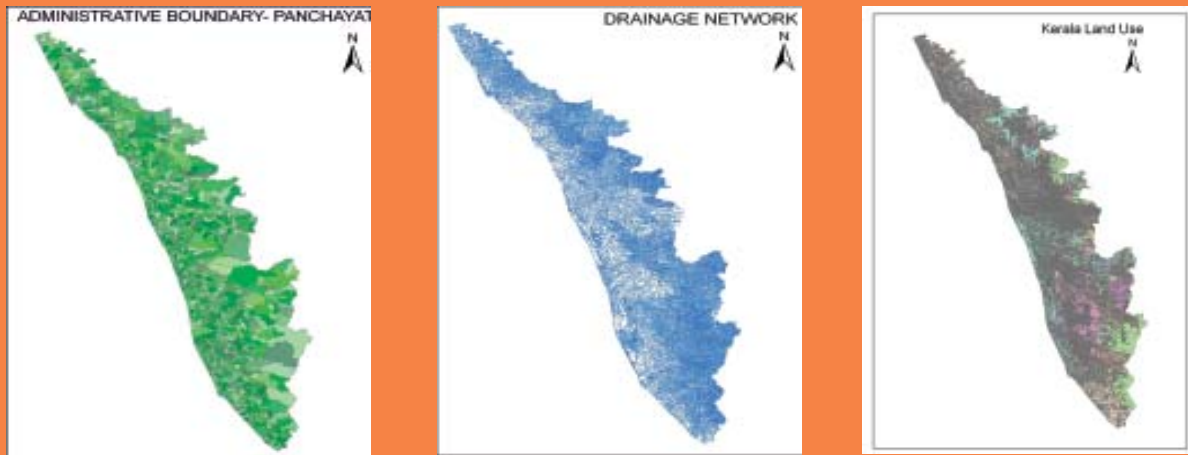 ADMINISTRATIVE BOUNDARY- PANCHAYAT
N
DRAINAGE NETWORK
N
Kerala Land Use
N